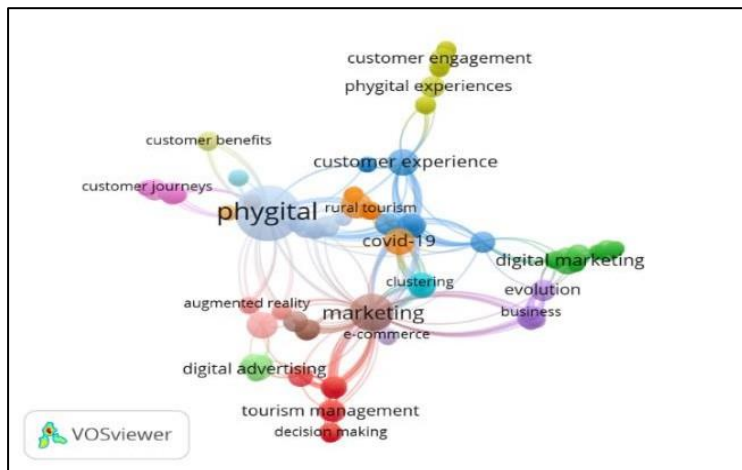 customer engagement
phygital experiences
customer benefits
customer experience
customer journeys
phygital
rural tourism
covid-19
digital marketing
clustering
evolution
augmented reality
marketing
business
e-commerce
digital advertising
tourism management
decision making
VOSviewer